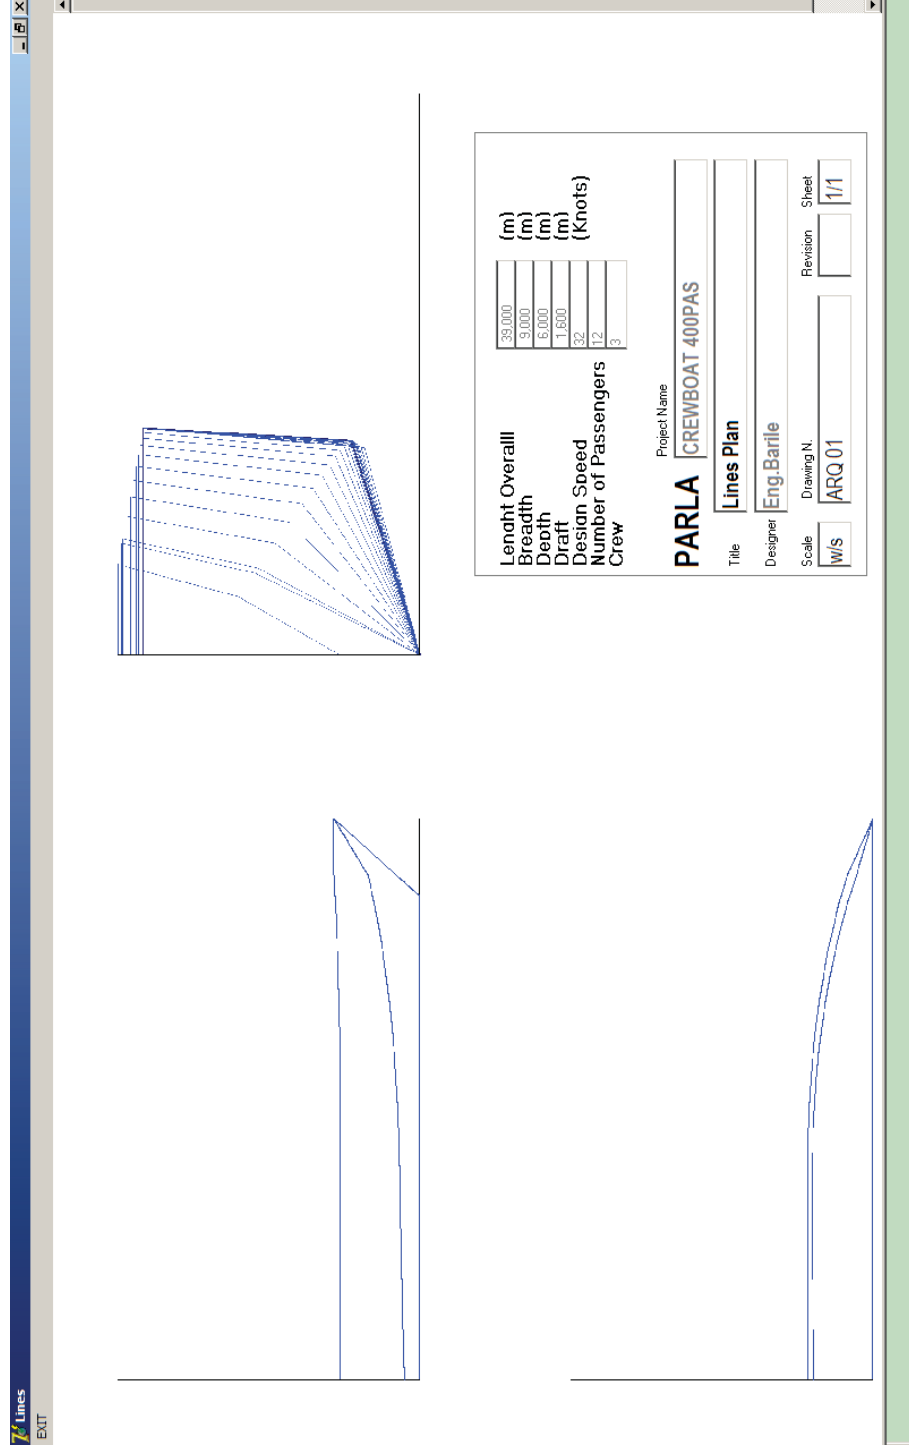 Lines
EXIT
Lenght Overalll 39,000 (m)
Breadth 9,000 (m)
Depth 6,000 (m)
Draft 1,600 (m)
Design Speed 32 (Knots)
Number of Passengers 12
Crew 3
Project Name
PARLA CREWBOAT 400PAS
Title Lines Plan
Designer Eng.Barile
Scale Drawing N. Revision Sheet
w/s ARQ 01 1/1